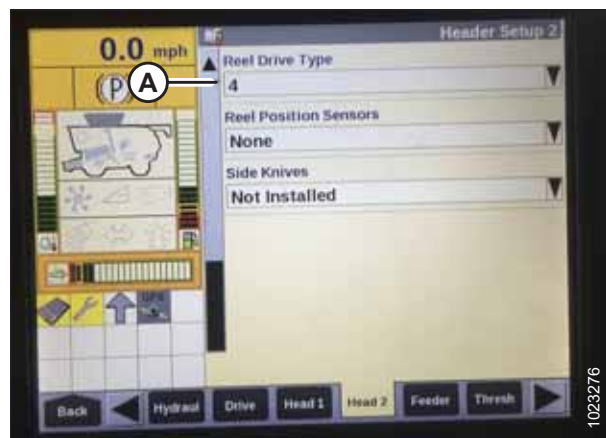 0.0 mph
(P)
A
Header Setup 2
Reel Drive Type
4
Reel Position Sensors
None
Side Knives
Not Installed
GPS
Back
Hydraul
Drive
Head 1
Head 2
Feeder
Thresh
1023276